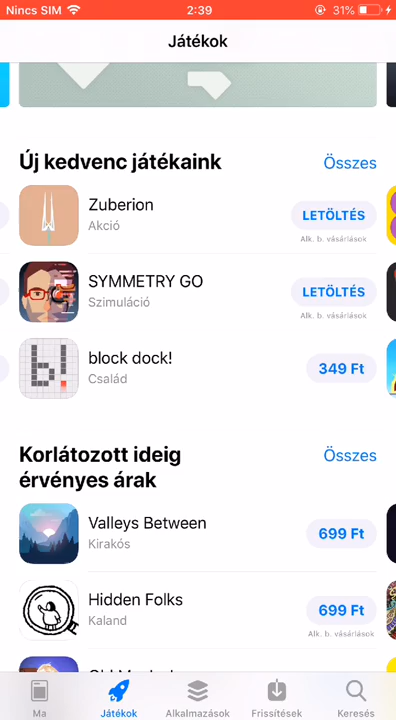 Nincs SIM 2:39 31%
Játékok
Új kedvenc játékaink Összes
Zuberion
Akció
LETÖLTÉS
Alk. b. vásárlások
SYMMETRY GO
Szimuláció
LETÖLTÉS
Alk. b. vásárlások
b!
block dock!
Család
349 Ft
Korlátozott ideig
érvényes árak
Összes
Valleys Between
Kirakós
699 Ft
Hidden Folks
Kaland
699 Ft
Alk. b. vásárlások
Ma Játékok Alkalmazások Frissítések Keresés